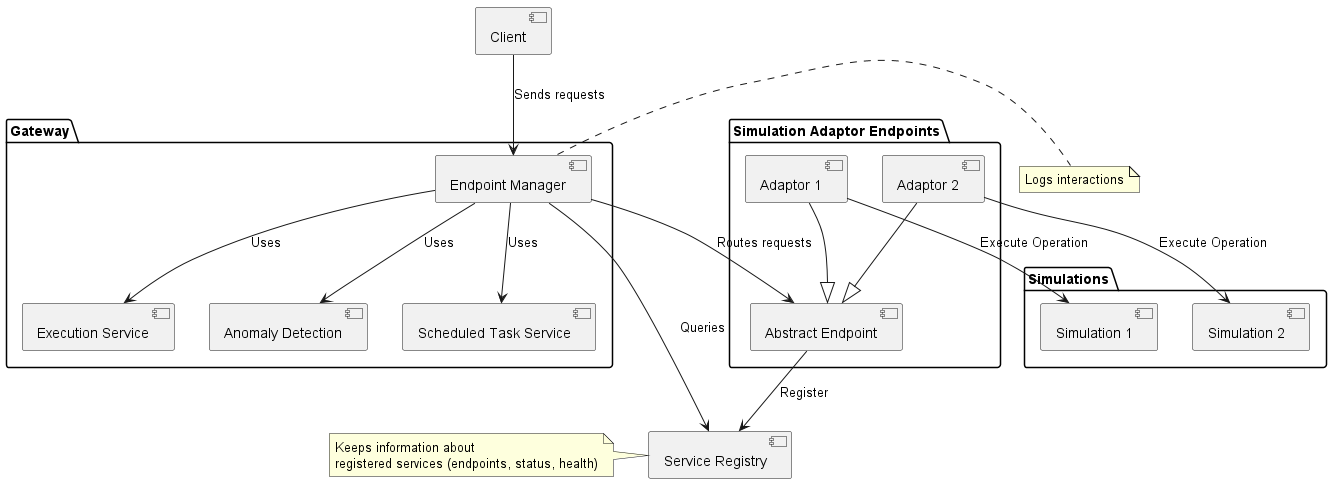 Client
Sends requests
Gateway
Simulation Adaptor Endpoints
Endpoint Manager
Adaptor 1
Adaptor 2
Logs interactions
Uses
Uses
Uses
Routes requests
Execute Operation
Execute Operation
Simulations
Execution Service
Anomaly Detection
Scheduled Task Service
Queries
Abstract Endpoint
Simulation 1
Simulation 2
Register
Keeps information about
registered services (endpoints, status, health)
Service Registry